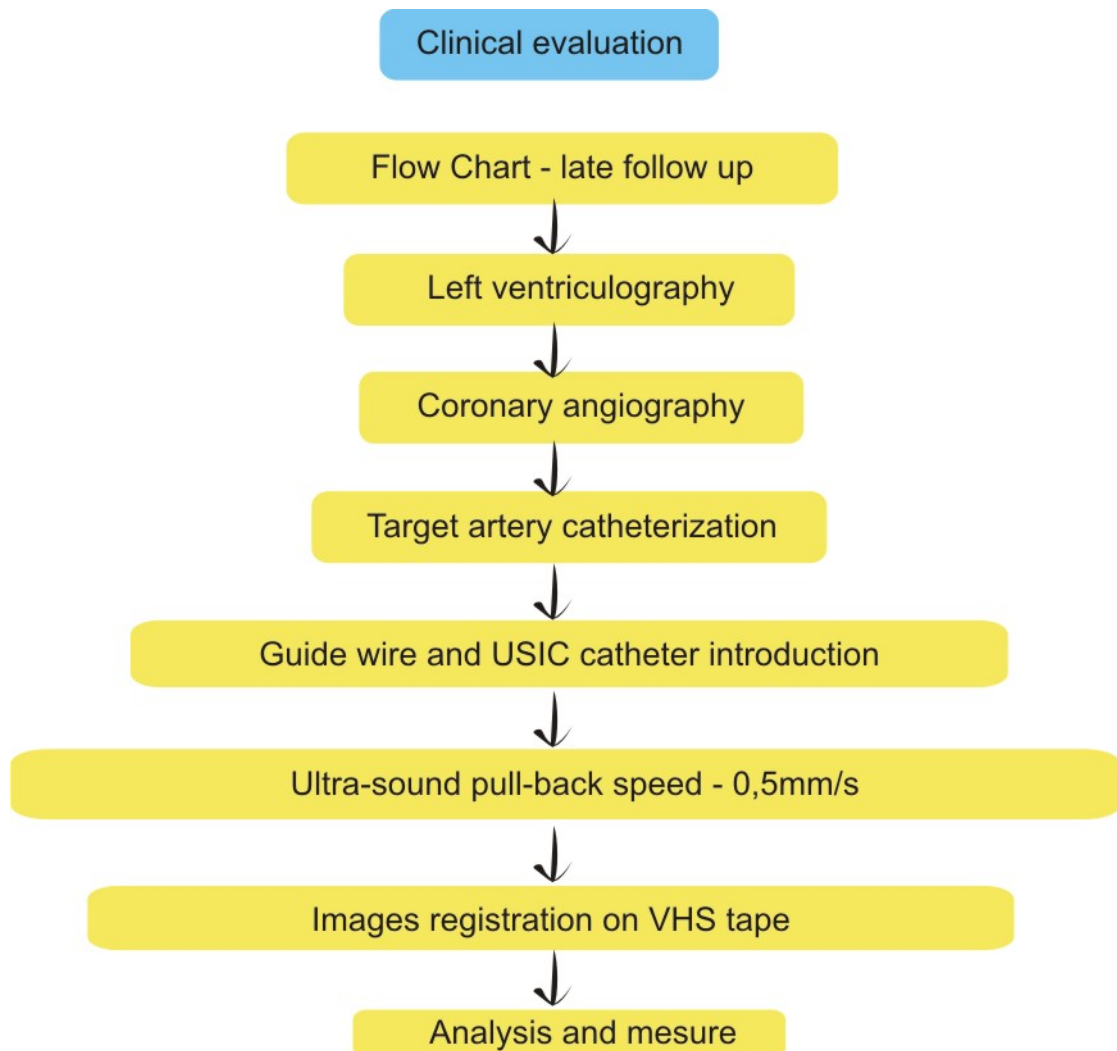 Clinical evaluation
Flow Chart - late follow up
Left ventriculography
Coronary angiography
Target artery catheterization
Guide wire and USIC catheter introduction
Ultra-sound pull-back speed - 0,5mm/s
Images registration on VHS tape
Analysis and mesure